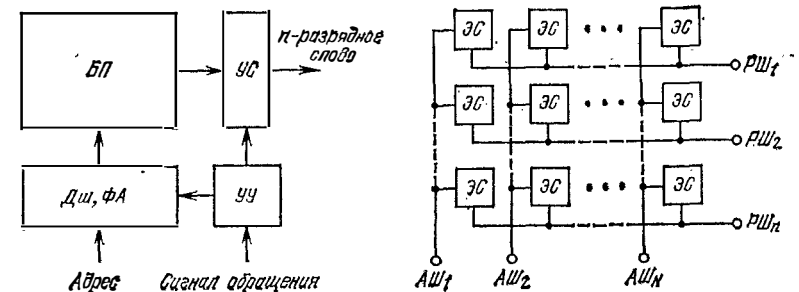 БП
УС
n-разрядное
слово
Дш, ФА
УУ
Адрес
Сигнал обращения
ЭС ЭС ЭС
РШ1
ЭС ЭС ЭС
РШ2
ЭС ЭС ЭС
РШn
АШ1 АШ2 АШN